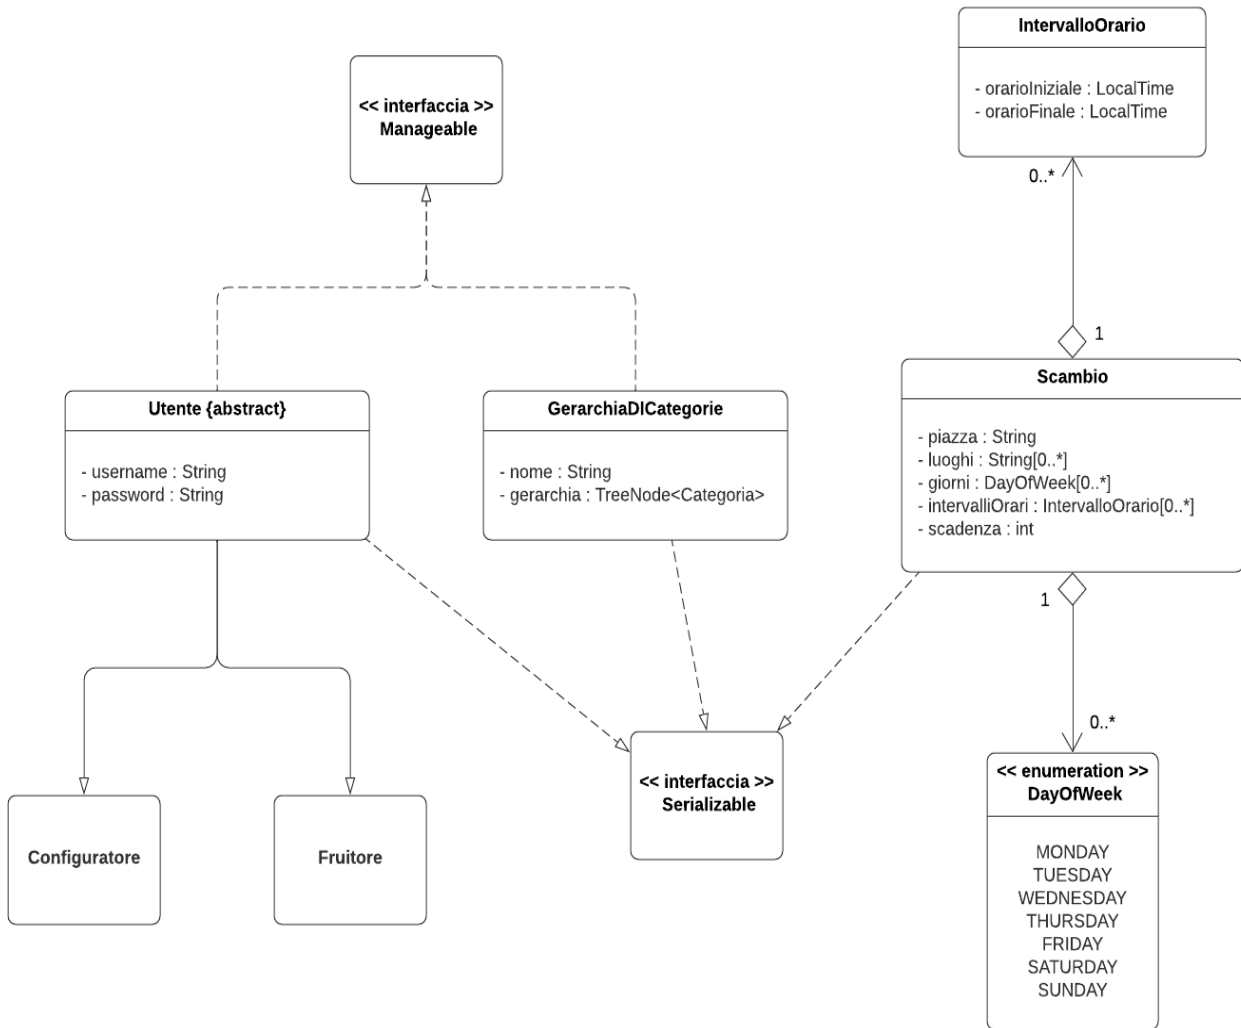 IntervalloOrario
- orarioIniziale : LocalTime
- orarioFinale : LocalTime
<< interfaccia >>
Manageable
0..*
1
Scambio
- piazza : String
- luoghi : String[0..*]
- giorni : DayOfWeek[0..*]
- intervalliOrari : IntervalloOrario[0..*]
- scadenza : int
Utente {abstract}
- username : String
- password : String
GerarchiaDICategorie
- nome : String
- gerarchia : TreeNode<Categoria>
1
0..*
<< interfaccia >>
Serializable
<< enumeration >>
DayOfWeek
MONDAY
TUESDAY
WEDNESDAY
THURSDAY
FRIDAY
SATURDAY
SUNDAY
Configuratore
Fruitore